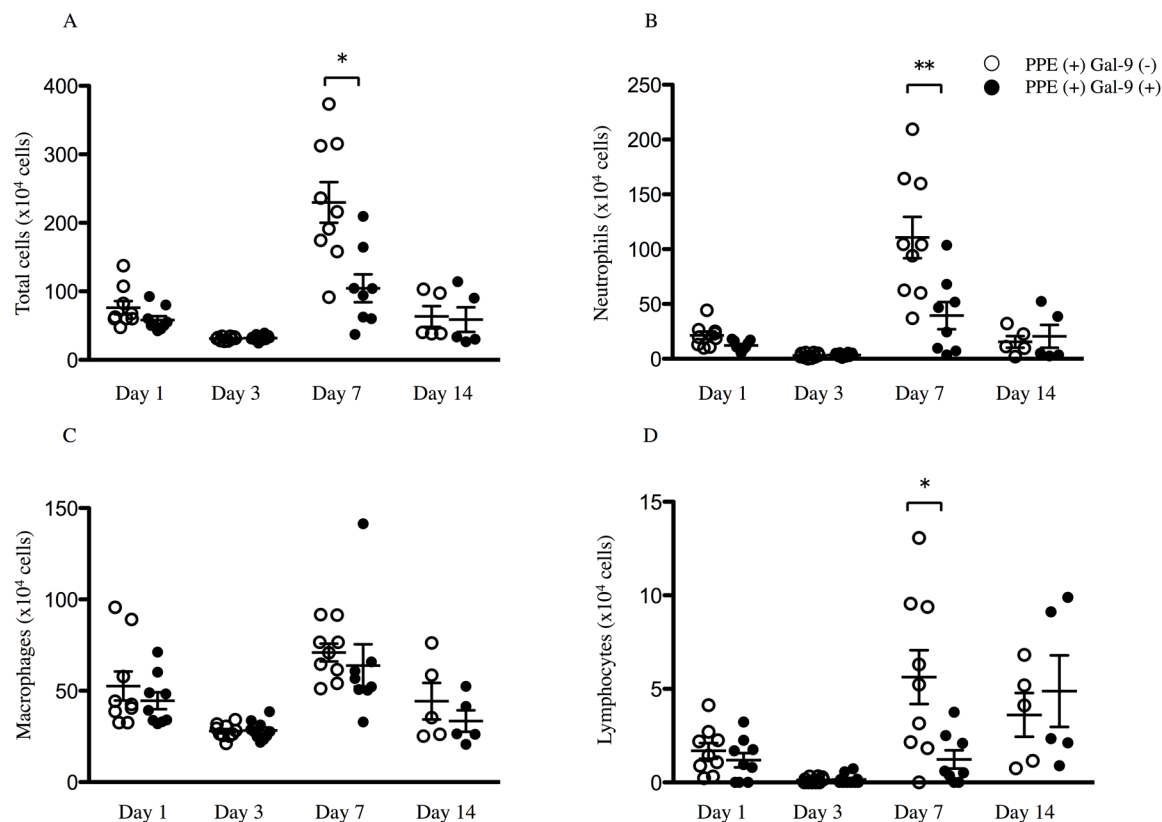 A
B
*
**
PPE (+) Gal-9 (-)
PPE (+) Gal-9 (+)
Total cells (x10⁴ cells)
400
300
200
100
0
Day 1 Day 3 Day 7 Day 14
Neutrophils (x10⁴ cells)
250
200
150
100
50
0
Day 1 Day 3 Day 7 Day 14
C
D
Macrophages (x10⁴ cells)
150
100
50
0
Day 1 Day 3 Day 7 Day 14
*
Lymphocytes (x10⁴ cells)
15
10
5
0
Day 1 Day 3 Day 7 Day 14